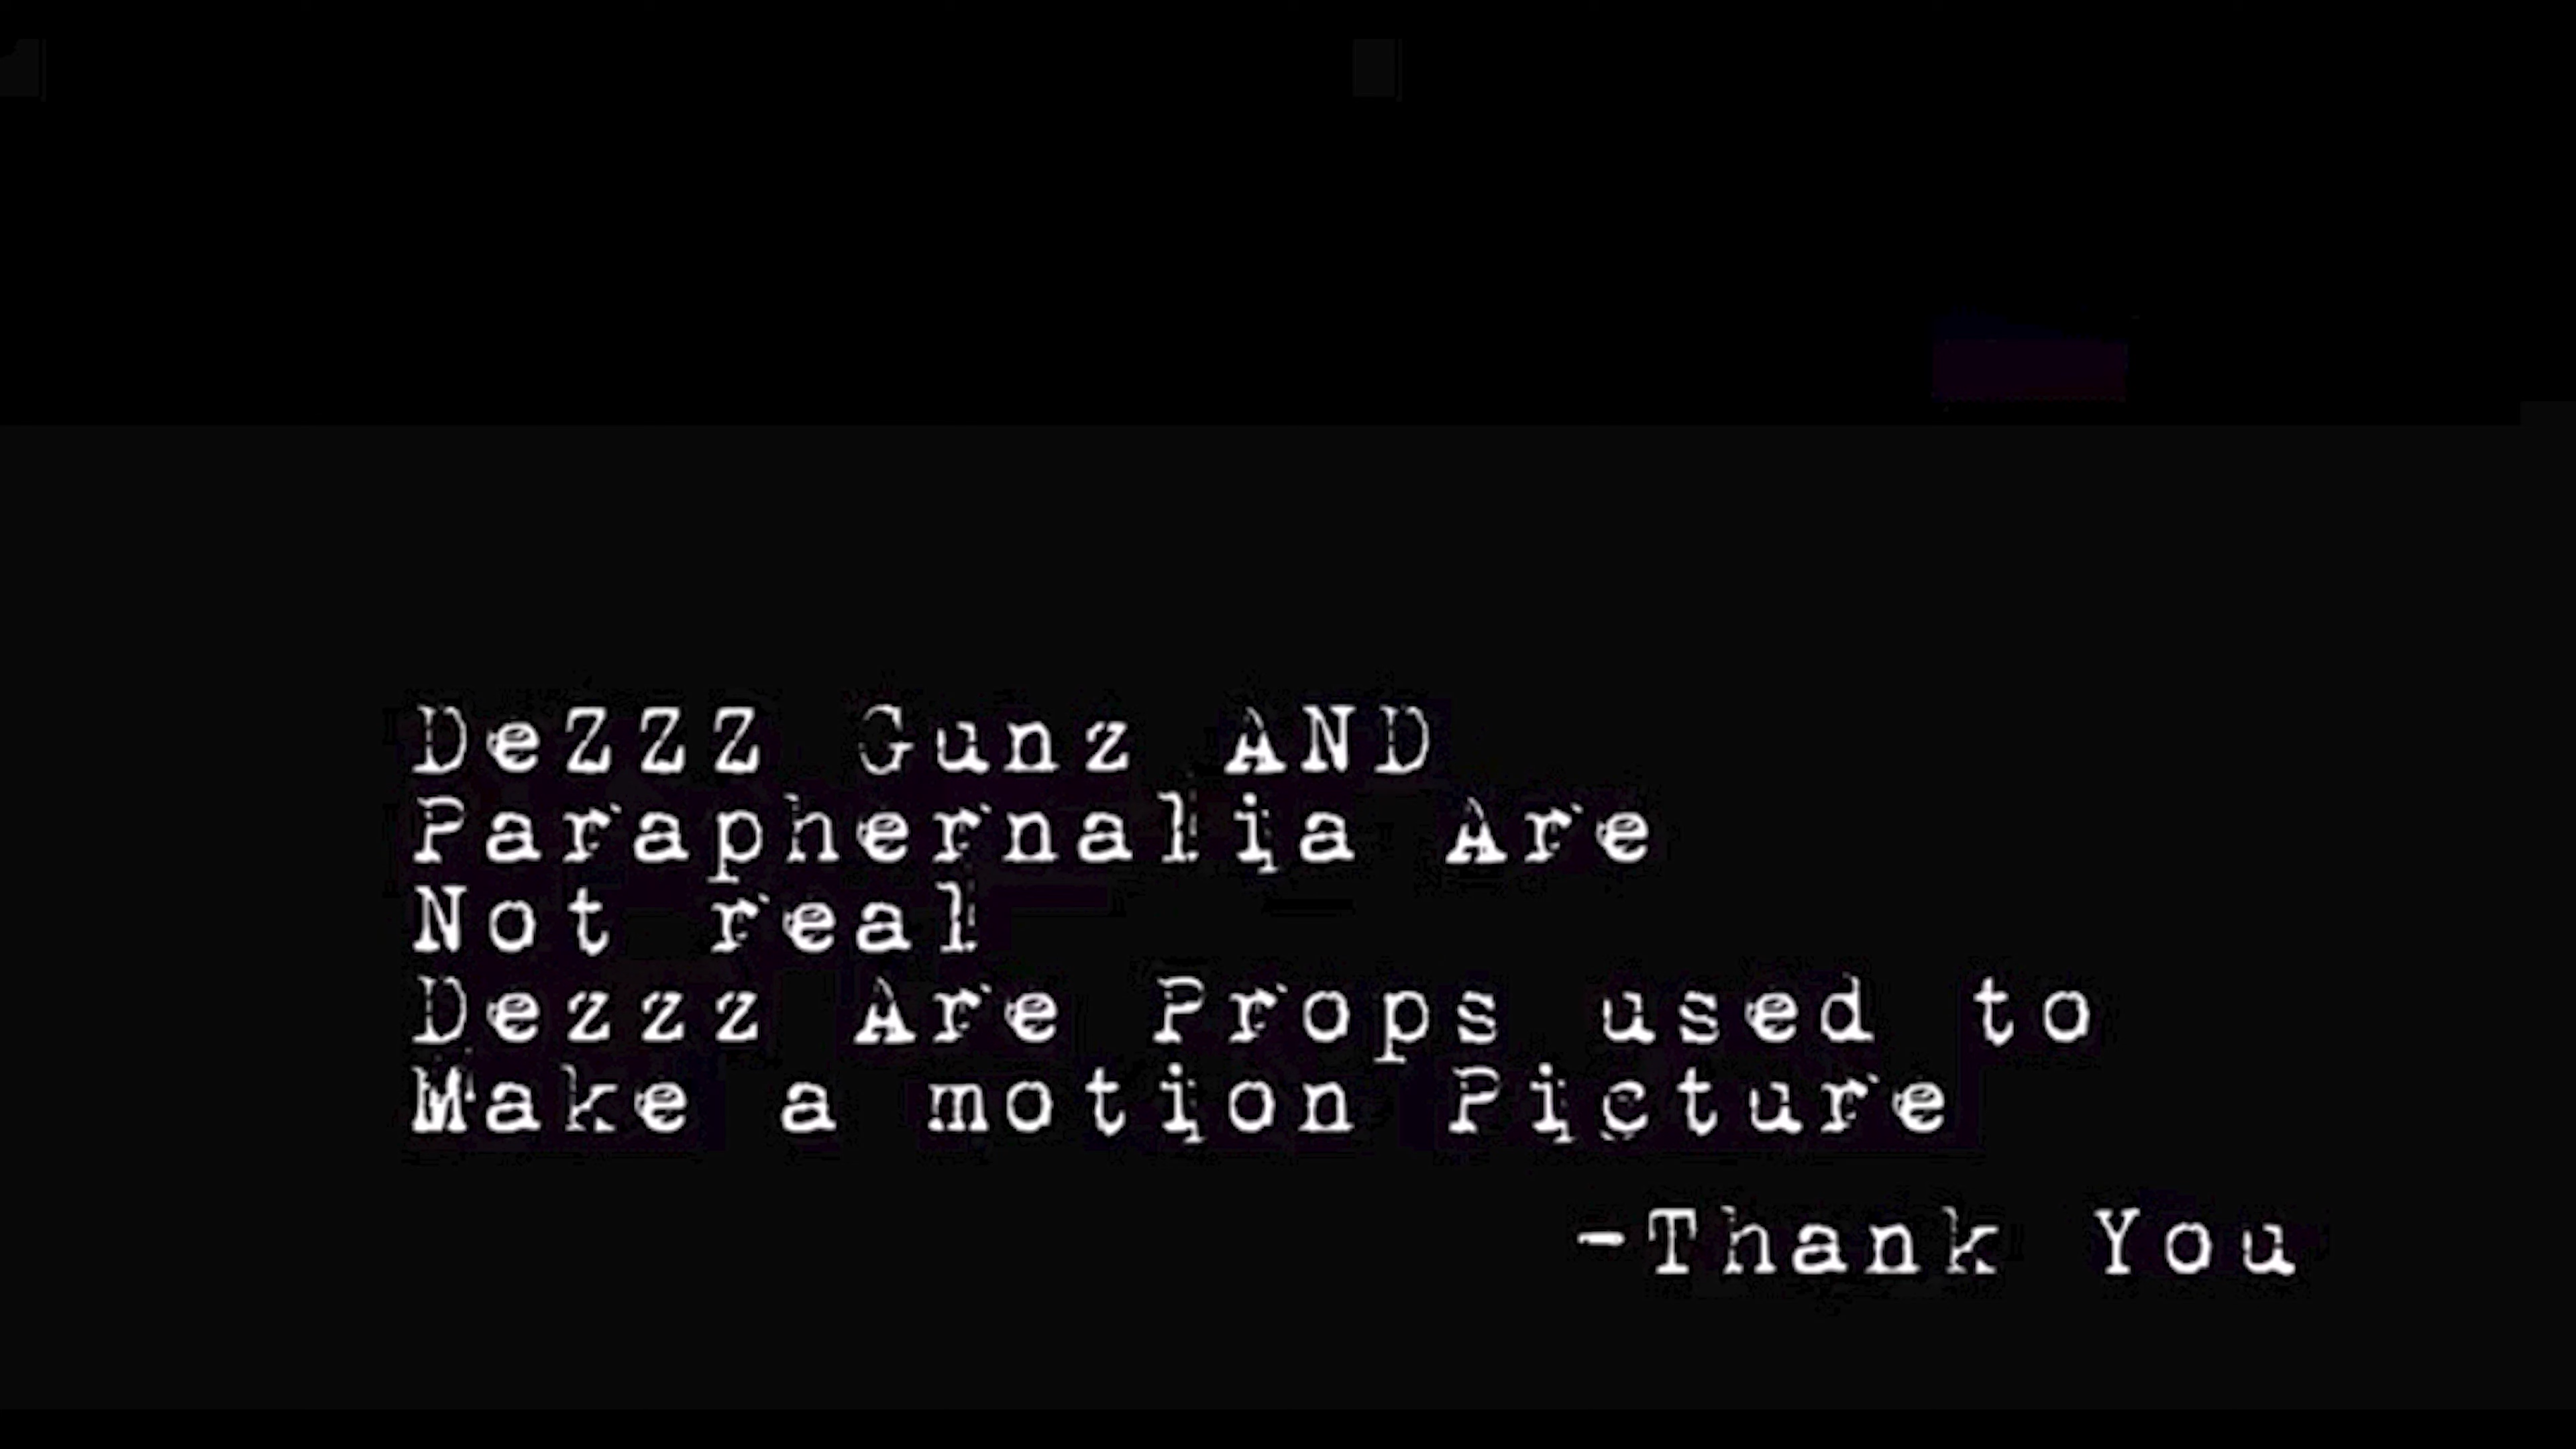 DeZZZ Gunz AND
Paraphernalia Are
Not real
Dezzz Are Props used to
Make a motion Picture
-Thank You